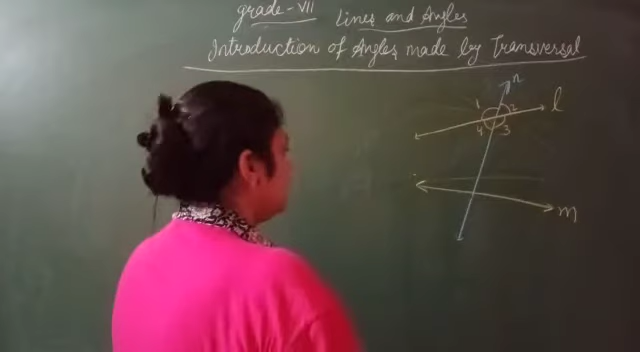 grade-VII
Lines and Angles
Introduction of Angles made by Transversal
n
l
1 2
4 3
m